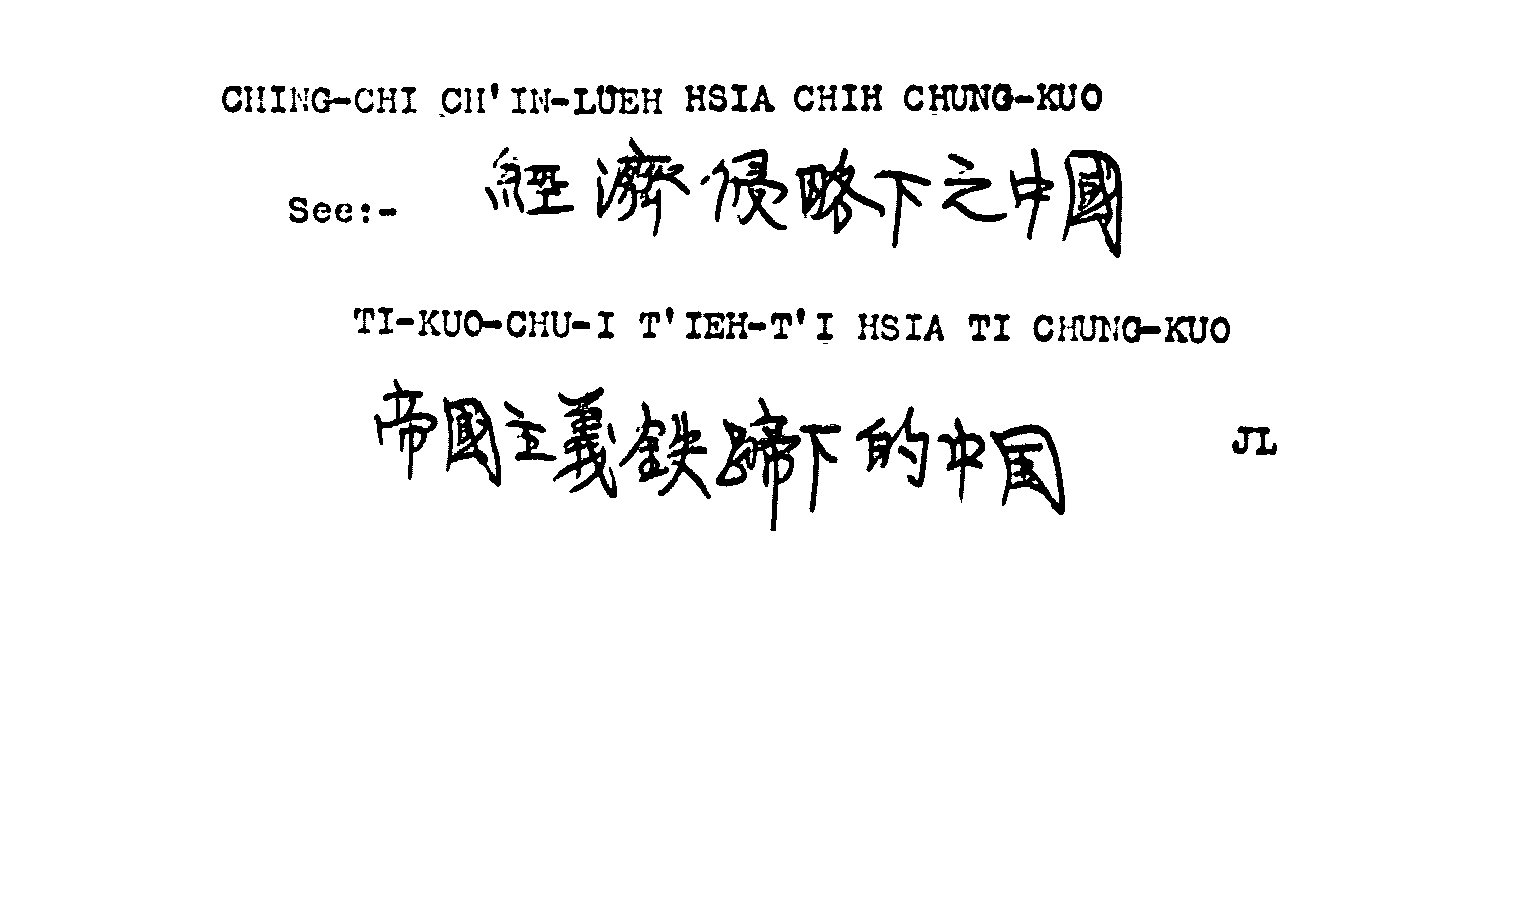 CHING-CHI CH'IN-LÜEH HSIA CHIH CHUNG-KUO
經濟侵略下之中國
See:-
TI-KUO-CHU-I T'IEH-T'I HSIA TI CHUNG-KUO
帝國主義鉄蹄下的中国
JL